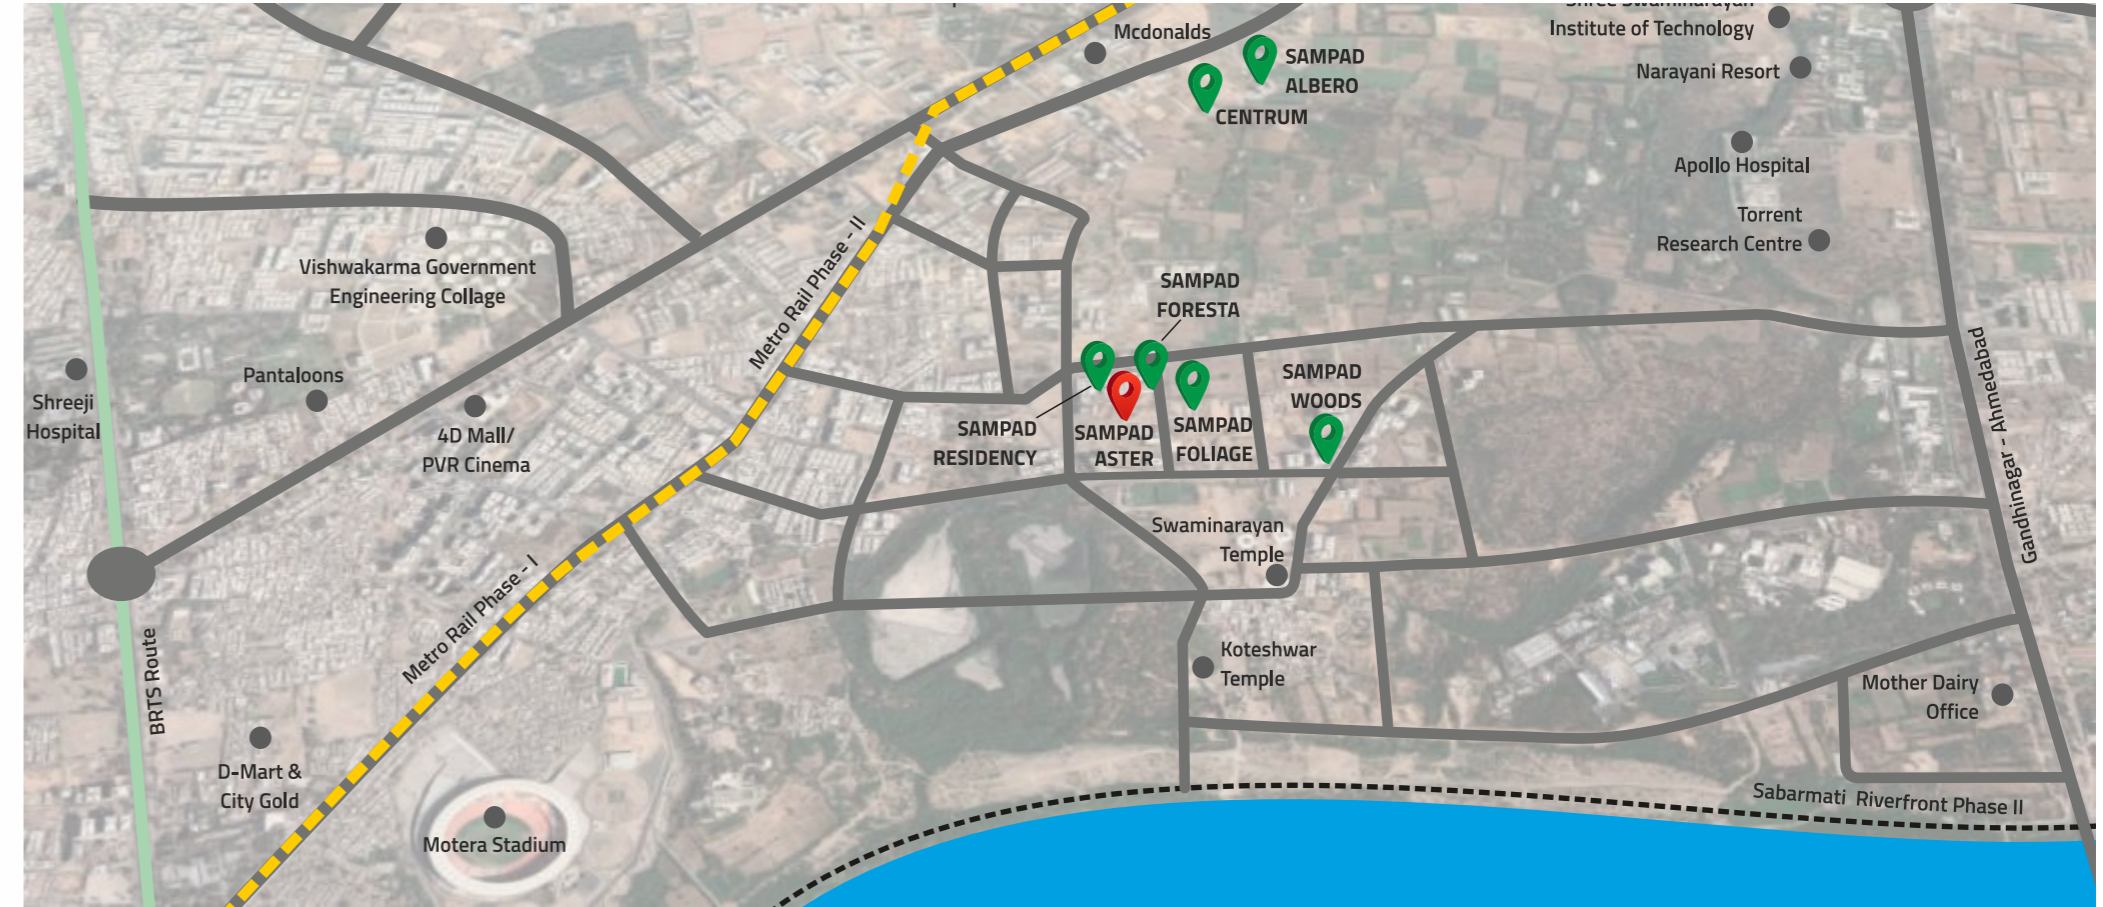 Mcdonalds
SAMPAD
ALBERO
CENTRUM
Shree Swaminarayan
Institute of Technology
Narayani Resort
Apollo Hospital
Torrent
Research Centre
Vishwakarma Government
Engineering Collage
Metro Rail Phase - II
SAMPAD
FORESTA
Shreeji
Hospital
Pantaloons
4D Mall/
PVR Cinema
SAMPAD
RESIDENCY
SAMPAD
ASTER
SAMPAD
FOLIAGE
SAMPAD
WOODS
Gandhinagar - Ahmedabad
Swaminarayan
Temple
Metro Rail Phase - I
BRTS Route
Koteshwar
Temple
Mother Dairy
Office
D-Mart &
City Gold
Motera Stadium
Sabarmati Riverfront Phase II